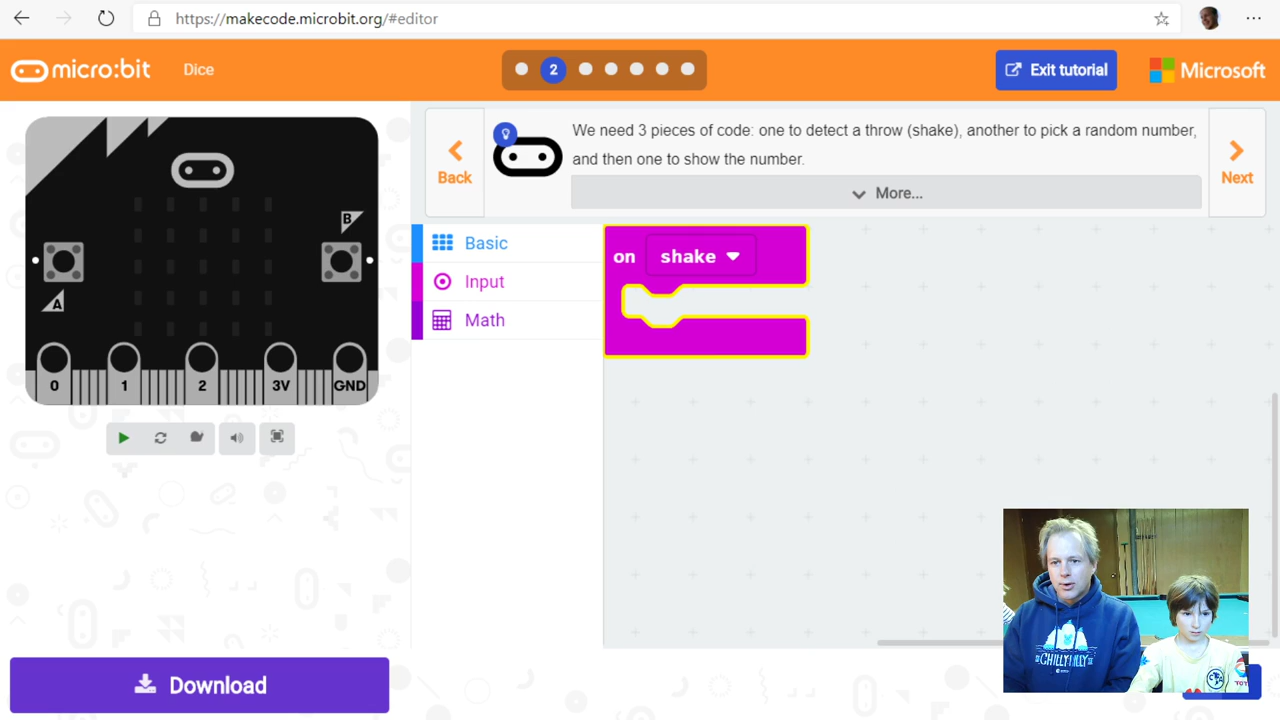 https://makecode.microbit.org/#editor
micro:bit
Dice
2
Exit tutorial
Microsoft
Back
We need 3 pieces of code: one to detect a throw (shake), another to pick a random number,
and then one to show the number.
More...
Next
B
A
0 1 2 3V GND
Basic
Input
Math
on shake
Download
CHILLY HILLY